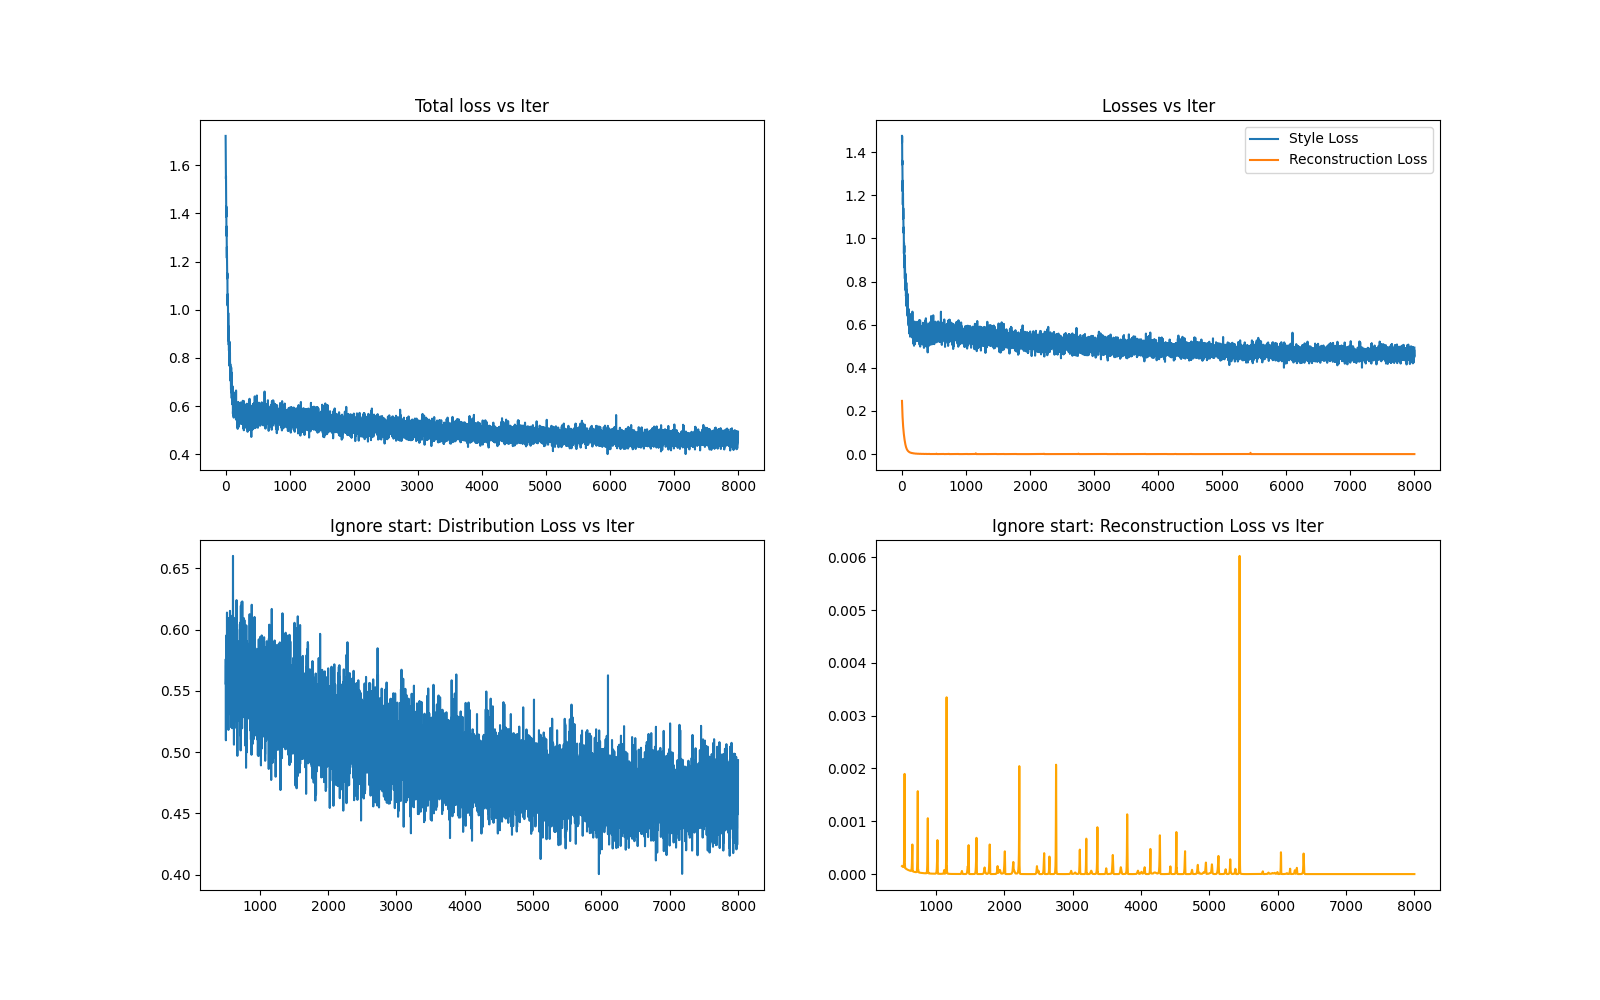 Total loss vs Iter
1.6
1.4
1.2
1.0
0.8
0.6
0.4
0 1000 2000 3000 4000 5000 6000 7000 8000
Losses vs Iter
Style Loss
Reconstruction Loss
1.4
1.2
1.0
0.8
0.6
0.4
0.2
0.0
0 1000 2000 3000 4000 5000 6000 7000 8000
Ignore start: Distribution Loss vs Iter
0.65
0.60
0.55
0.50
0.45
0.40
1000 2000 3000 4000 5000 6000 7000 8000
Ignore start: Reconstruction Loss vs Iter
0.006
0.005
0.004
0.003
0.002
0.001
0.000
1000 2000 3000 4000 5000 6000 7000 8000